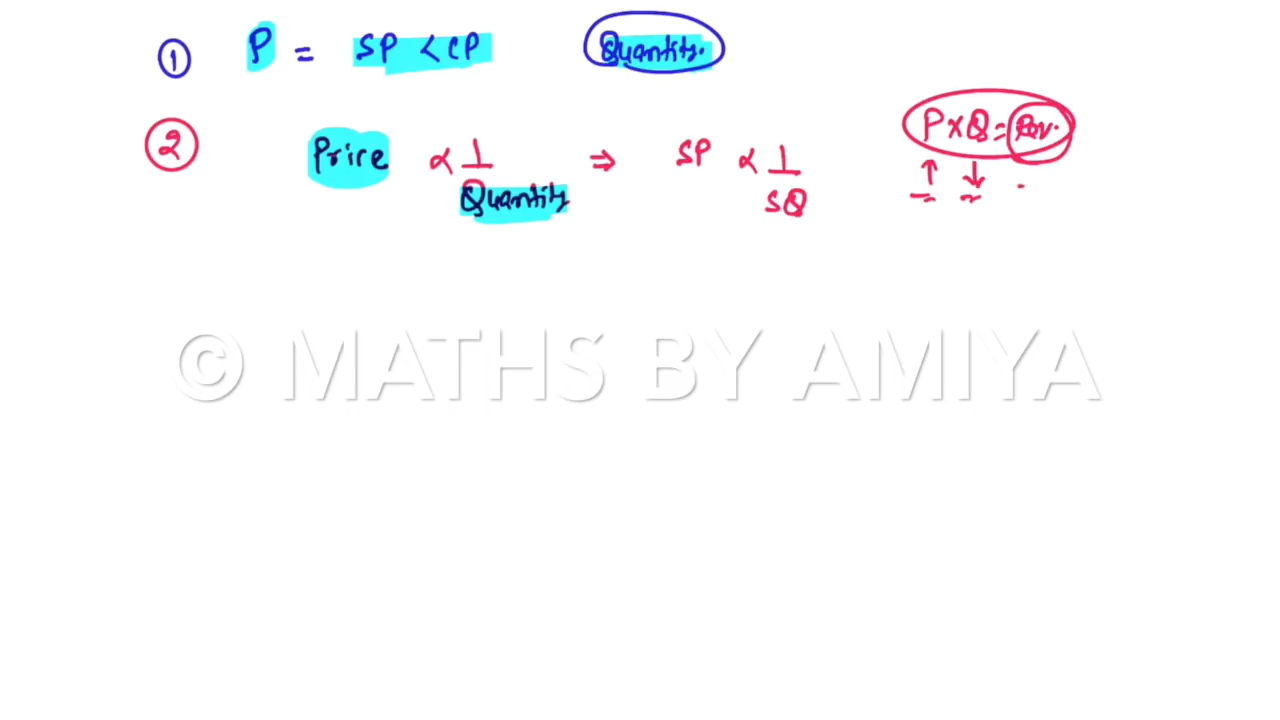 ① P = SP < CP Quantity.
② Price ∝ 1/Quantity ⇒ SP ∝ 1/SQ P×Q=Rev.
↑ ↓
© MATHS BY AMIYA